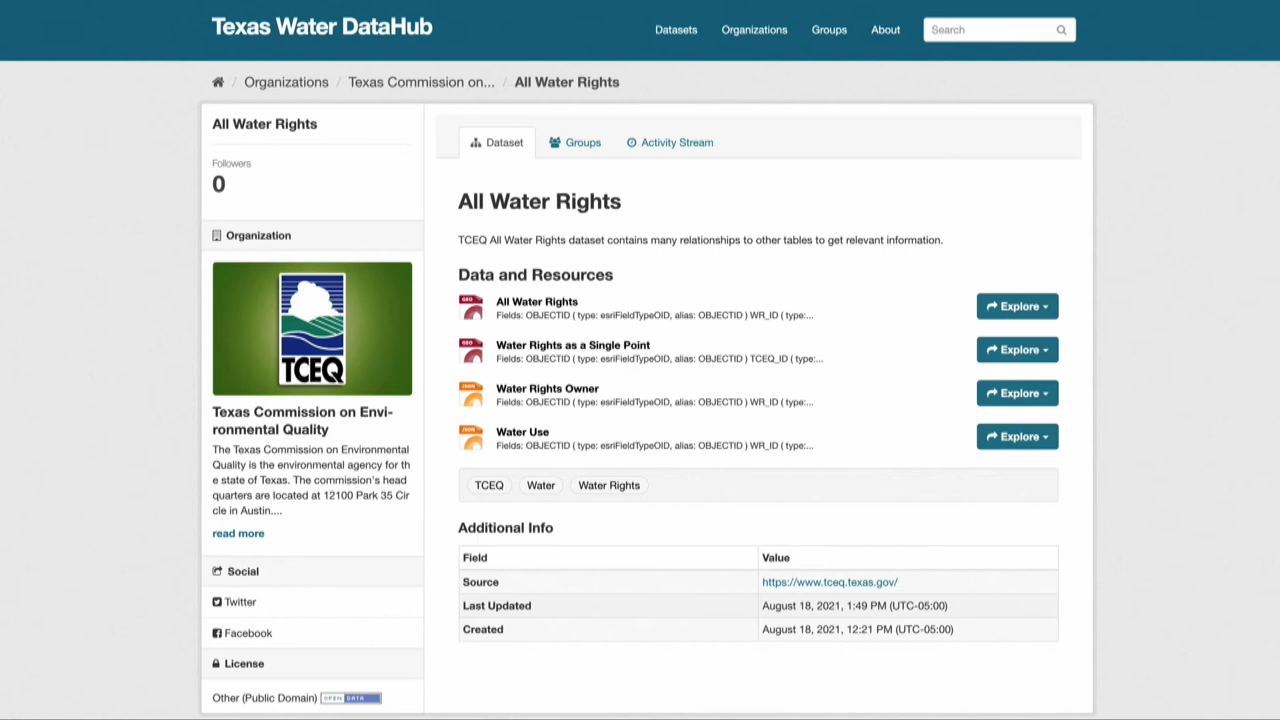 Texas Water DataHub
Datasets Organizations Groups About Search
/ Organizations / Texas Commission on... / All Water Rights
All Water Rights
Followers
0
Organization
TCEQ
Texas Commission on Envi-
ronmental Quality
The Texas Commission on Environmental
Quality is the environmental agency for th
e state of Texas. The commission's head
quarters are located at 12100 Park 35 Cir
cle in Austin....
read more
Social
Twitter
Facebook
License
Other (Public Domain) OPEN DATA
Dataset Groups Activity Stream
All Water Rights
TCEQ All Water Rights dataset contains many relationships to other tables to get relevant information.
Data and Resources
GEO
All Water Rights
Fields: OBJECTID ( type: esriFieldTypeOID, alias: OBJECTID ) WR_ID ( type:...
Explore
GEO
Water Rights as a Single Point
Fields: OBJECTID ( type: esriFieldTypeOID, alias: OBJECTID ) TCEQ_ID ( type:...
Explore
JSON
Water Rights Owner
Fields: OBJECTID ( type: esriFieldTypeOID, alias: OBJECTID ) WR_ID ( type:...
Explore
JSON
Water Use
Fields: OBJECTID ( type: esriFieldTypeOID, alias: OBJECTID ) WR_ID ( type:...
Explore
TCEQ Water Water Rights
Additional Info
Field Value
Source https://www.tceq.texas.gov/
Last Updated August 18, 2021, 1:49 PM (UTC-05:00)
Created August 18, 2021, 12:21 PM (UTC-05:00)